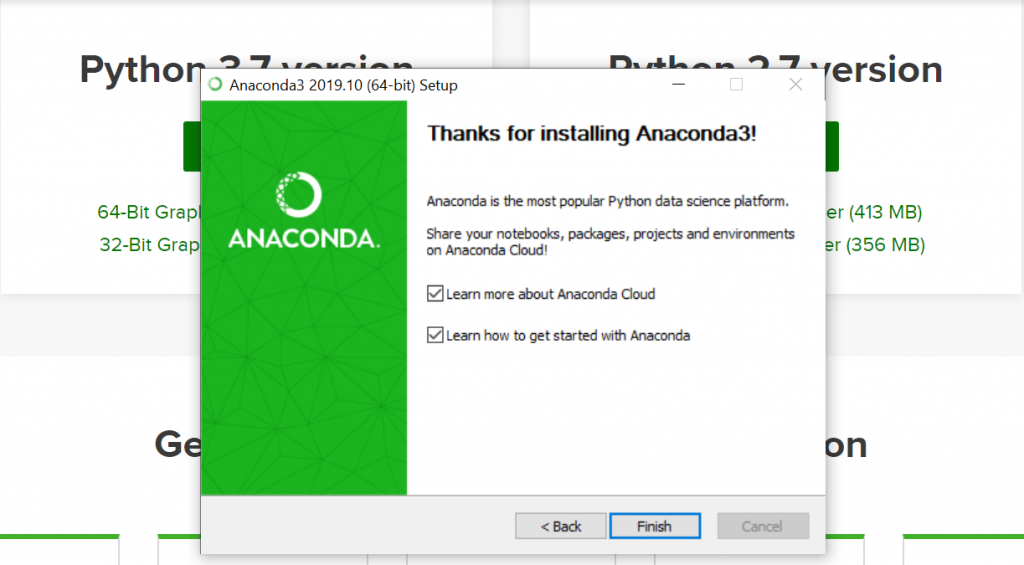 Python 3.7 version
Python 2.7 version
Anaconda3 2019.10 (64-bit) Setup
Thanks for installing Anaconda3!
ANACONDA.
Anaconda is the most popular Python data science platform.
Share your notebooks, packages, projects and environments
on Anaconda Cloud!
Learn more about Anaconda Cloud
Learn how to get started with Anaconda
64-Bit Grap
er (413 MB)
32-Bit Grap
er (356 MB)
Ge
on
< Back
Finish
Cancel